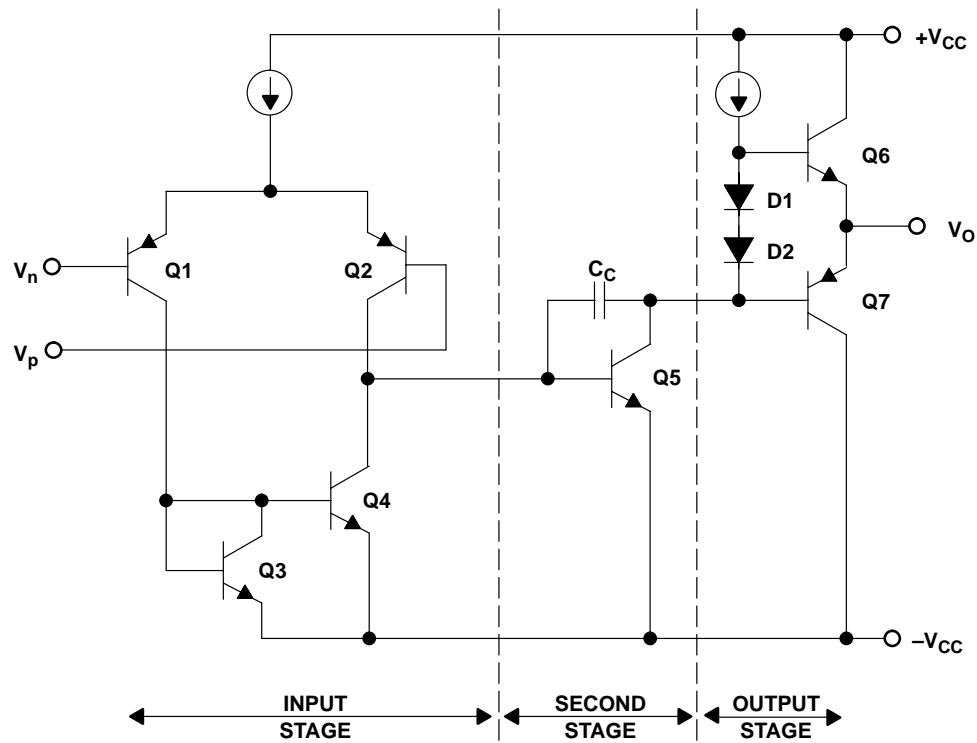 +VCC
Q6
D1
VO
Vn
Q1
Q2
D2
CC
Q7
Vp
Q5
Q4
Q3
–VCC
INPUT
STAGE
SECOND
STAGE
OUTPUT
STAGE